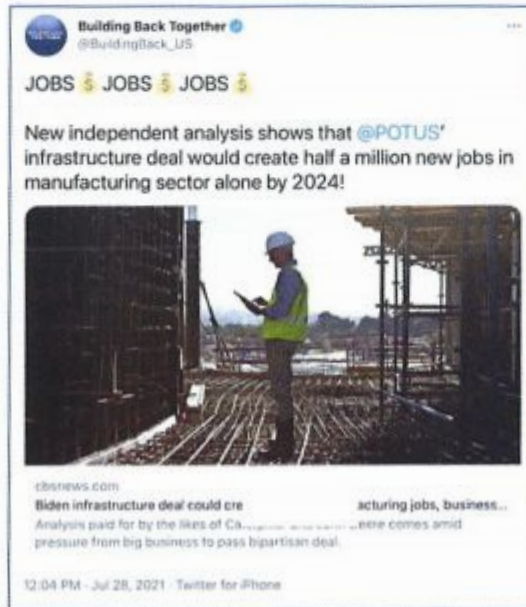 Building Back Together
@BuildingBack_US
JOBS 💰 JOBS 💰 JOBS 💰
New independent analysis shows that @POTUS'
infrastructure deal would create half a million new jobs in
manufacturing sector alone by 2024!
cbsnews.com
Biden infrastructure deal could cre acturing jobs, business...
Analysis paid for by the likes of eere comes amid
pressure from big business to pass bipartisan deal.
12:04 PM · Jul 28, 2021 · Twitter for iPhone